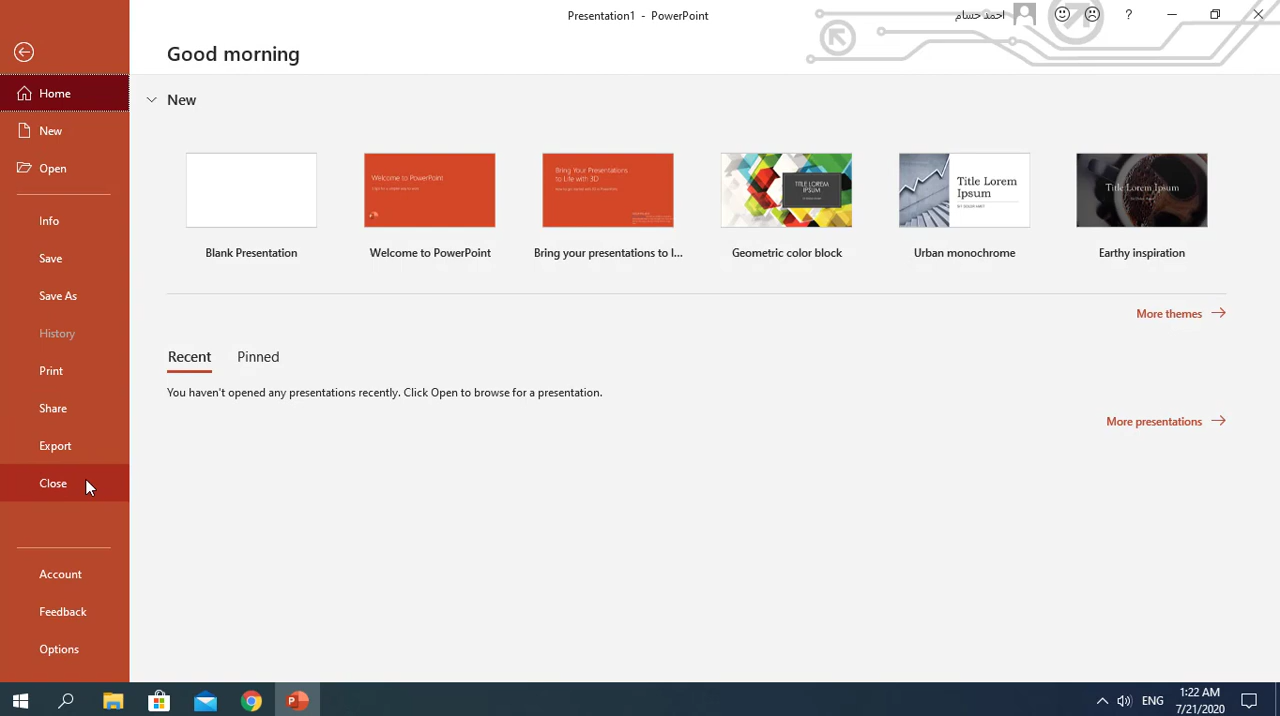 Presentation1 - PowerPoint
احمد حسام
?
Good morning
Home
New
Open
Info
Save
Save As
History
Print
Share
Export
Close
Account
Feedback
Options
New
Welcome to PowerPoint!
Bring Your Presentations
to Life with 3D
TITLE LOREM
IPSUM
Title Lorem
Ipsum
Title Lorem Ipsum
Blank Presentation
Welcome to PowerPoint
Bring your presentations to l...
Geometric color block
Urban monochrome
Earthy inspiration
More themes
Recent
Pinned
You haven't opened any presentations recently. Click Open to browse for a presentation.
More presentations
ENG
1:22 AM
7/21/2020